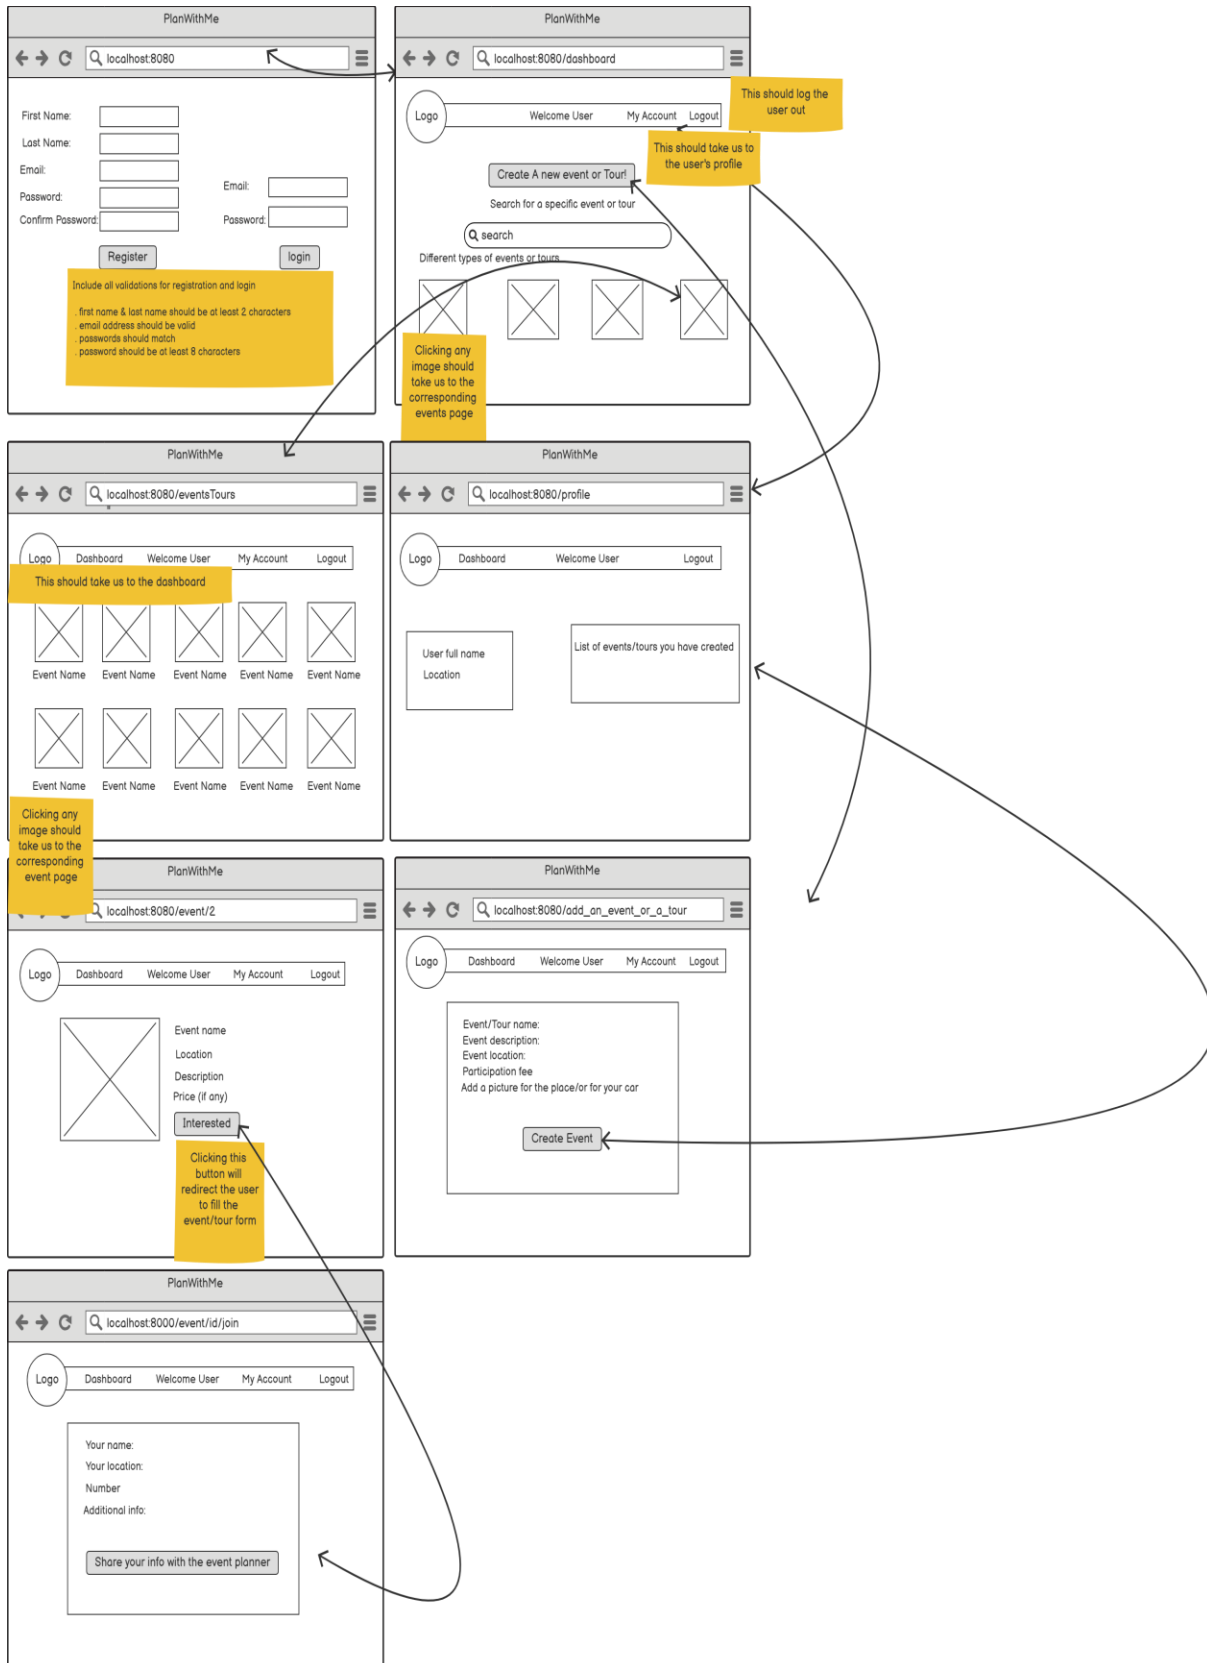 PlanWithMe
localhost:8080
First Name:
Last Name:
Email:
Password:
Confirm Password:
Register
Email:
Password:
login
Include all validations for registration and login
. first name & last name should be at least 2 characters
. email address should be valid
. passwords should match
. password should be at least 8 characters
PlanWithMe
localhost:8080/dashboard
Logo
Welcome User
My Account
Logout
This should log the
user out
This should take us to
the user's profile
Create A new event or Tour!
Search for a specific event or tour
search
Different types of events or tours
Clicking any
image should
take us to the
corresponding
events page
PlanWithMe
localhost:8080/eventsTours
Logo
Dashboard
Welcome User
My Account
Logout
This should take us to the dashboard
Event Name
Event Name
Event Name
Event Name
Event Name
Event Name
Event Name
Event Name
Event Name
Event Name
Clicking any
image should
take us to the
corresponding
event page
PlanWithMe
localhost:8080/profile
Logo
Dashboard
Welcome User
Logout
User full name
Location
List of events/tours you have created
PlanWithMe
localhost:8080/event/2
Logo
Dashboard
Welcome User
My Account
Logout
Event name
Location
Description
Price (if any)
Interested
Clicking this
button will
redirect the user
to fill the
event/tour form
PlanWithMe
localhost:8080/add_an_event_or_a_tour
Logo
Dashboard
Welcome User
My Account
Logout
Event/Tour name:
Event description:
Event location:
Participation fee
Add a picture for the place/or for your car
Create Event
PlanWithMe
localhost:8000/event/id/join
Logo
Dashboard
Welcome User
My Account
Logout
Your name:
Your location:
Number
Additional info:
Share your info with the event planner